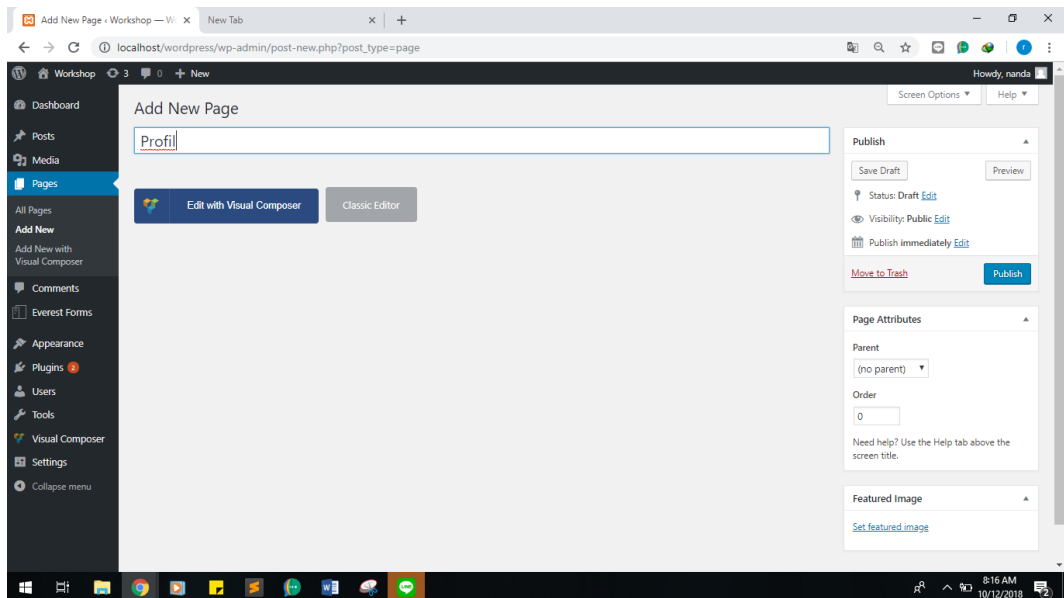 Add New Page ‹ Workshop — W
New Tab
localhost/wordpress/wp-admin/post-new.php?post_type=page
Workshop 3 0 + New
Howdy, nanda
Screen Options ▼ Help ▼
Dashboard
Posts
Media
Pages
All Pages
Add New
Add New with
Visual Composer
Comments
Everest Forms
Appearance
Plugins 2
Users
Tools
Visual Composer
Settings
Collapse menu
Add New Page
Profil
Edit with Visual Composer
Classic Editor
Publish
Save Draft
Preview
Status: Draft Edit
Visibility: Public Edit
Publish immediately Edit
Move to Trash
Publish
Page Attributes
Parent
(no parent)
Order
0
Need help? Use the Help tab above the
screen title.
Featured Image
Set featured image
8:16 AM
10/12/2018